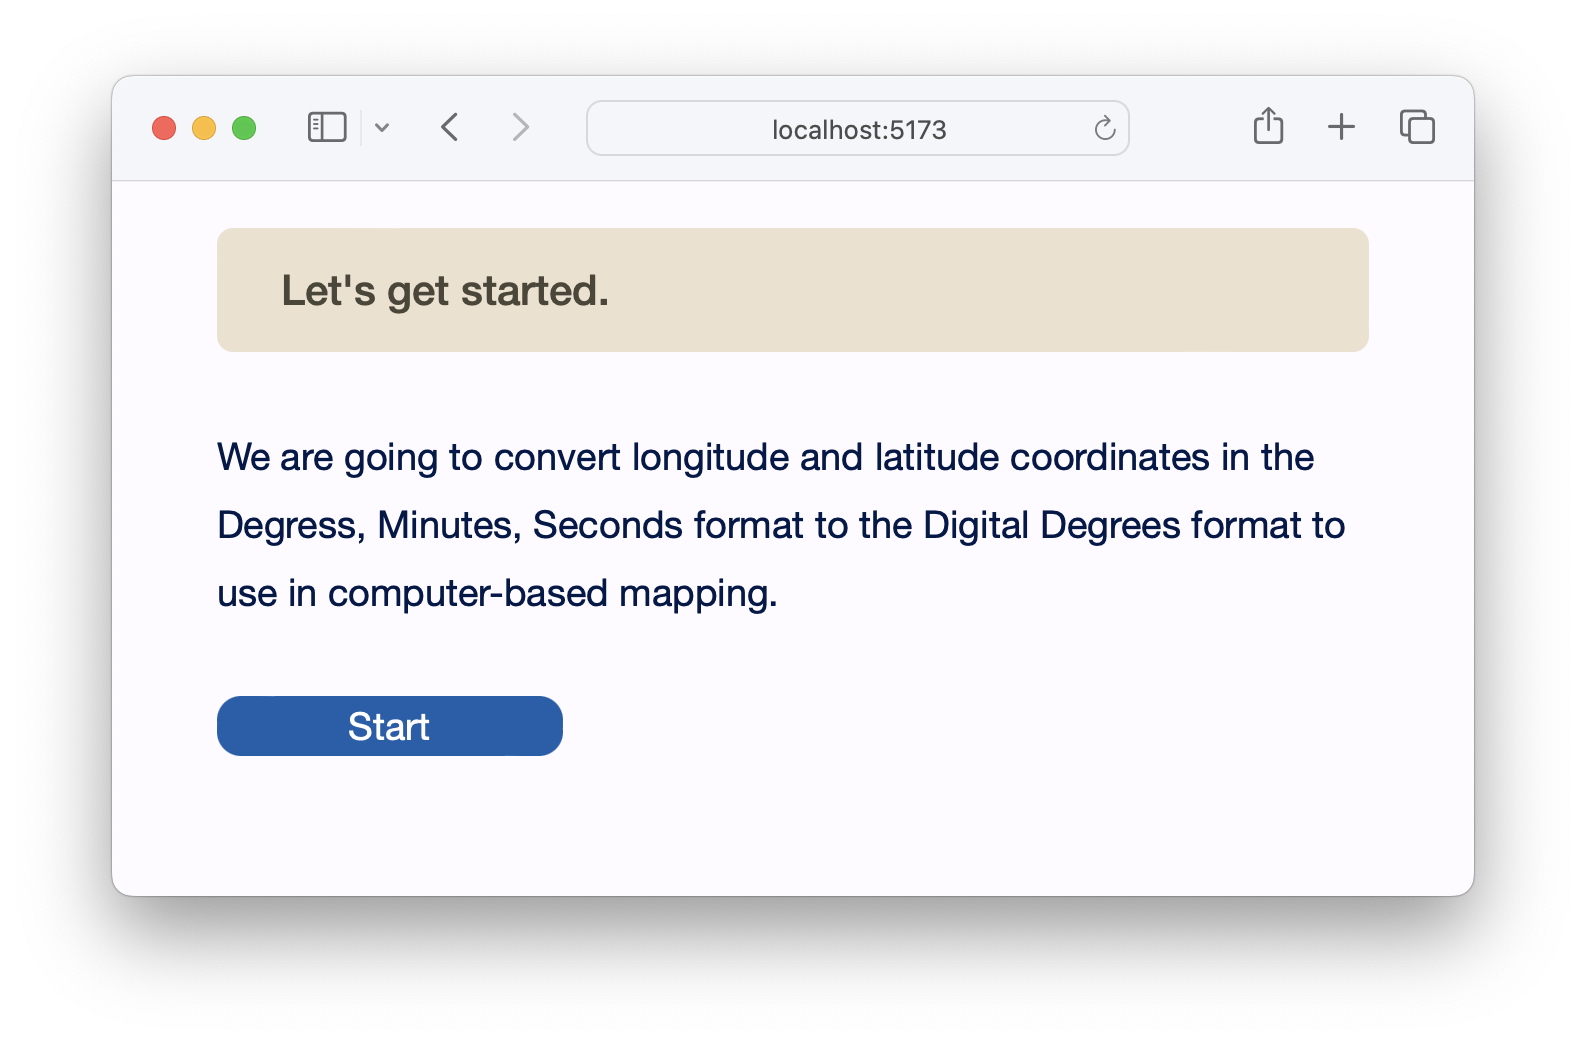 localhost:5173
Let's get started.
We are going to convert longitude and latitude coordinates in the
Degress, Minutes, Seconds format to the Digital Degrees format to
use in computer-based mapping.
Start